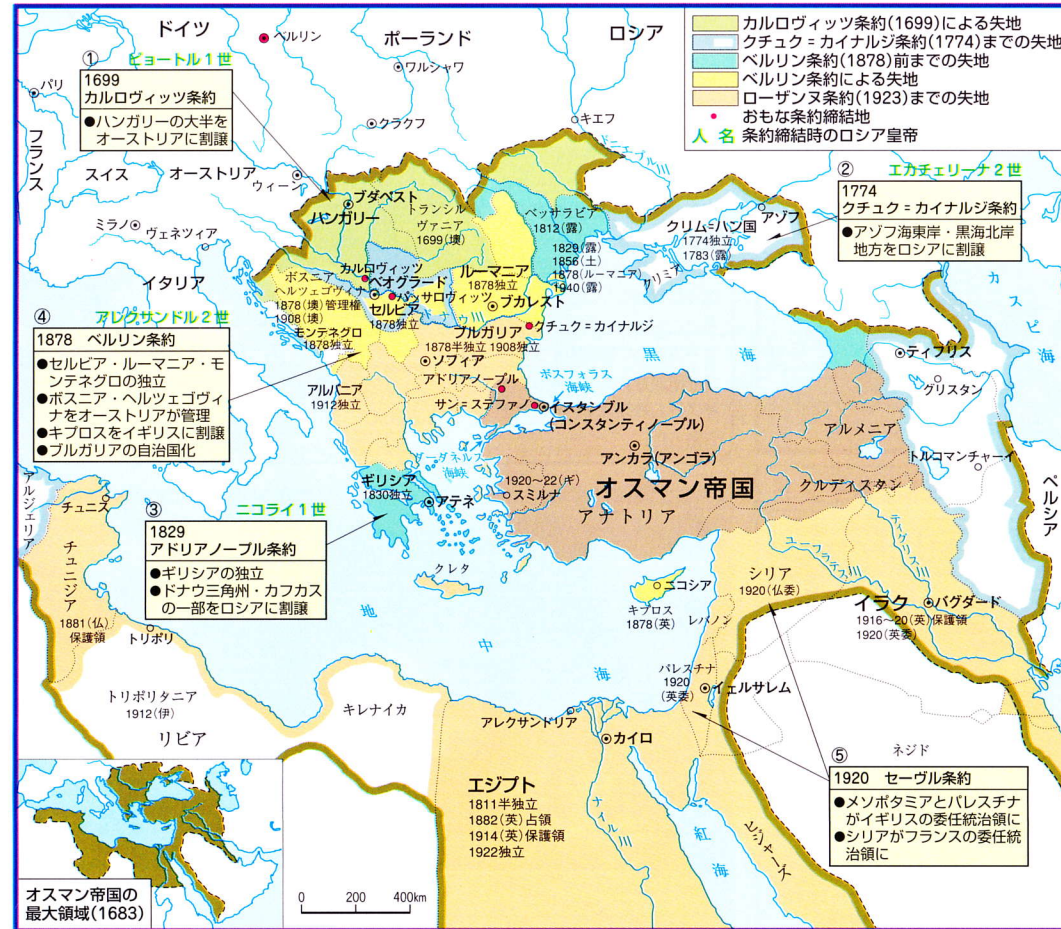 ドイツ
ベルリン
ポーランド
ロシア
ワルシャワ
パリ
フランス
クラクフ
キエフ
スイス
オーストリア
ウィーン
ミラノ
ヴェネツィア
イタリア
カルロヴィッツ条約(1699)による失地
クチュク=カイナルジ条約(1774)までの失地
ベルリン条約(1878)前までの失地
ベルリン条約による失地
ローザンヌ条約(1923)までの失地
おもな条約締結地
人名 条約締結時のロシア皇帝
①
ピョートル1世
1699
カルロヴィッツ条約
●ハンガリーの大半を
オーストリアに割譲
②
エカチェリーナ2世
1774
クチュク=カイナルジ条約
●アゾフ海東岸・黒海北岸
地方をロシアに割譲
ブダペスト
ハンガリー
トランシル
ヴァニア
1699(墺)
ベッサラビア
1812(露)
1829(露)
1856(土)
1878(ルーマニア)
1940(露)
クリム=ハン国
1774独立
1783(露)
アゾフ
クリミア
カスピ海
カルロヴィッツ
ボスニア
ヘルツェゴヴィナ
1878(墺)管理権
1908(墺)
ベオグラード
パッサロヴィッツ
セルビア
1878独立
ルーマニア
1878独立
ブカレスト
ドナウ川
モンテネグロ
1878独立
ブルガリア
1878半独立 1908独立
クチュク=カイナルジ
ソフィア
黒海
ボスフォラス
海峡
アドリアノープル
サン=ステファノ
イスタンブル
(コンスタンティノープル)
アルバニア
1912独立
ダーダネルス
海峡
ティフリス
グリスタン
アルメニア
トルコマンチャーイ
アンカラ(アンゴラ)
オスマン帝国
アナトリア
クルディスタン
ペルシア
1920〜22(ギ)
スミルナ
ギリシア
1830独立
アテネ
④
アレクサンドル2世
1878 ベルリン条約
●セルビア・ルーマニア・モ
ンテネグロの独立
●ボスニア・ヘルツェゴヴィ
ナをオーストリアが管理
●キプロスをイギリスに割譲
●ブルガリアの自治国化
③
ニコライ1世
1829
アドリアノープル条約
●ギリシアの独立
●ドナウ三角州・カフカス
の一部をロシアに割譲
アルジェリア
チュニス
チュニジア
1881(仏)
保護領
トリポリ
トリポリタニア
1912(伊)
リビア
キレナイカ
クレタ
地中海
ニコシア
キプロス
1878(英)
シリア
1920(仏委)
レバノン
ユーフラテス川
ティグリス川
イラク
1916〜20(英)保護領
1920(英委)
バグダード
パレスチナ
1920
(英委)
イェルサレム
アレクサンドリア
カイロ
エジプト
1811半独立
1882(英)占領
1914(英)保護領
1922独立
ナイル川
紅海
ヒジャーズ
ネジド
⑤
1920 セーヴル条約
●メソポタミアとパレスチナ
がイギリスの委任統治領に
●シリアがフランスの委任統
治領に
オスマン帝国の
最大領域(1683)
0 200 400km